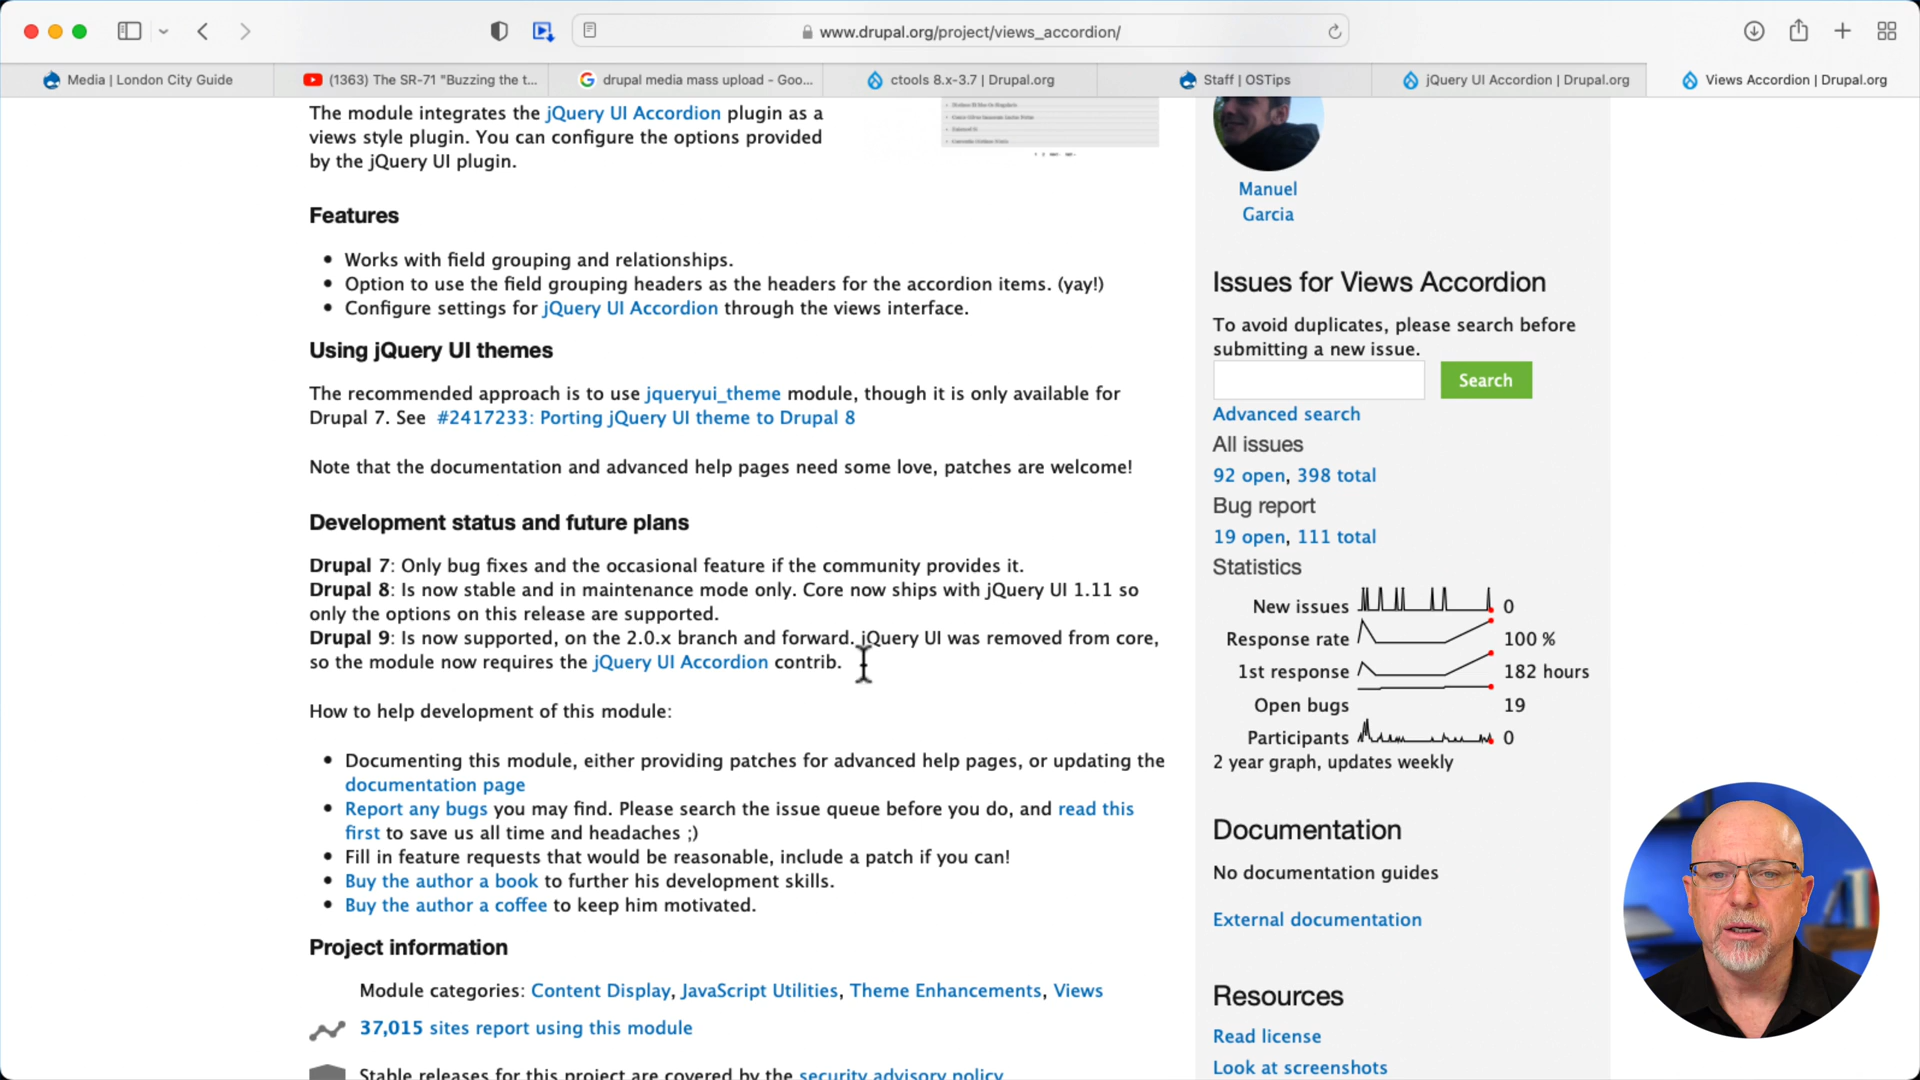 www.drupal.org/project/views_accordion/
Media | London City Guide
(1363) The SR-71 "Buzzing the t...
drupal media mass upload - Goo...
ctools 8.x-3.7 | Drupal.org
Staff | OSTips
jQuery UI Accordion | Drupal.org
Views Accordion | Drupal.org
The module integrates the jQuery UI Accordion plugin as a
views style plugin. You can configure the options provided
by the jQuery UI plugin.
Features
• Works with field grouping and relationships.
• Option to use the field grouping headers as the headers for the accordion items. (yay!)
• Configure settings for jQuery UI Accordion through the views interface.
Using jQuery UI themes
The recommended approach is to use jqueryui_theme module, though it is only available for
Drupal 7. See #2417233: Porting jQuery UI theme to Drupal 8
Note that the documentation and advanced help pages need some love, patches are welcome!
Development status and future plans
Drupal 7: Only bug fixes and the occasional feature if the community provides it.
Drupal 8: Is now stable and in maintenance mode only. Core now ships with jQuery UI 1.11 so
only the options on this release are supported.
Drupal 9: Is now supported, on the 2.0.x branch and forward. jQuery UI was removed from core,
so the module now requires the jQuery UI Accordion contrib.
How to help development of this module:
• Documenting this module, either providing patches for advanced help pages, or updating the
documentation page
• Report any bugs you may find. Please search the issue queue before you do, and read this
first to save us all time and headaches ;)
• Fill in feature requests that would be reasonable, include a patch if you can!
• Buy the author a book to further his development skills.
• Buy the author a coffee to keep him motivated.
Project information
Module categories: Content Display, JavaScript Utilities, Theme Enhancements, Views
37,015 sites report using this module
Stable releases for this project are covered by the security advisory policy.
Manuel
Garcia
Issues for Views Accordion
To avoid duplicates, please search before
submitting a new issue.
Search
Advanced search
All issues
92 open, 398 total
Bug report
19 open, 111 total
Statistics
New issues 0
Response rate 100 %
1st response 182 hours
Open bugs 19
Participants 0
2 year graph, updates weekly
Documentation
No documentation guides
External documentation
Resources
Read license
Look at screenshots